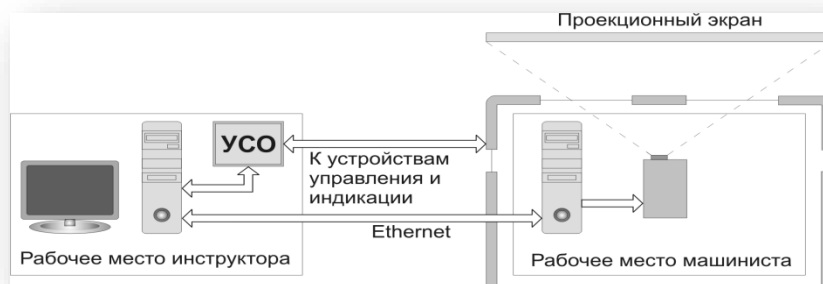 Проекционный экран
УСО
К устройствам
управления и
индикации
Ethernet
Рабочее место инструктора
Рабочее место машиниста